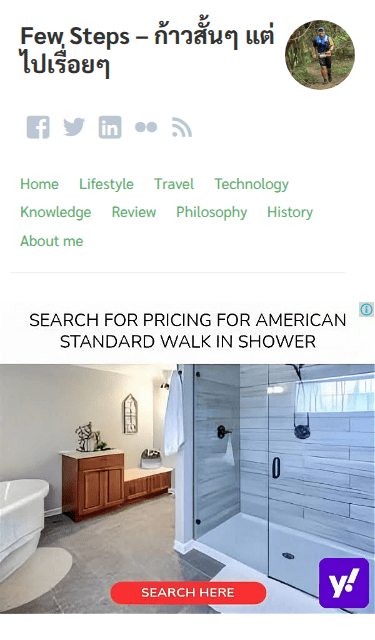 Few Steps – ก้าวสั้นๆ แต่
ไปเรื่อยๆ
Home Lifestyle Travel Technology
Knowledge Review Philosophy History
About me
SEARCH FOR PRICING FOR AMERICAN
STANDARD WALK IN SHOWER
SEARCH HERE
y!